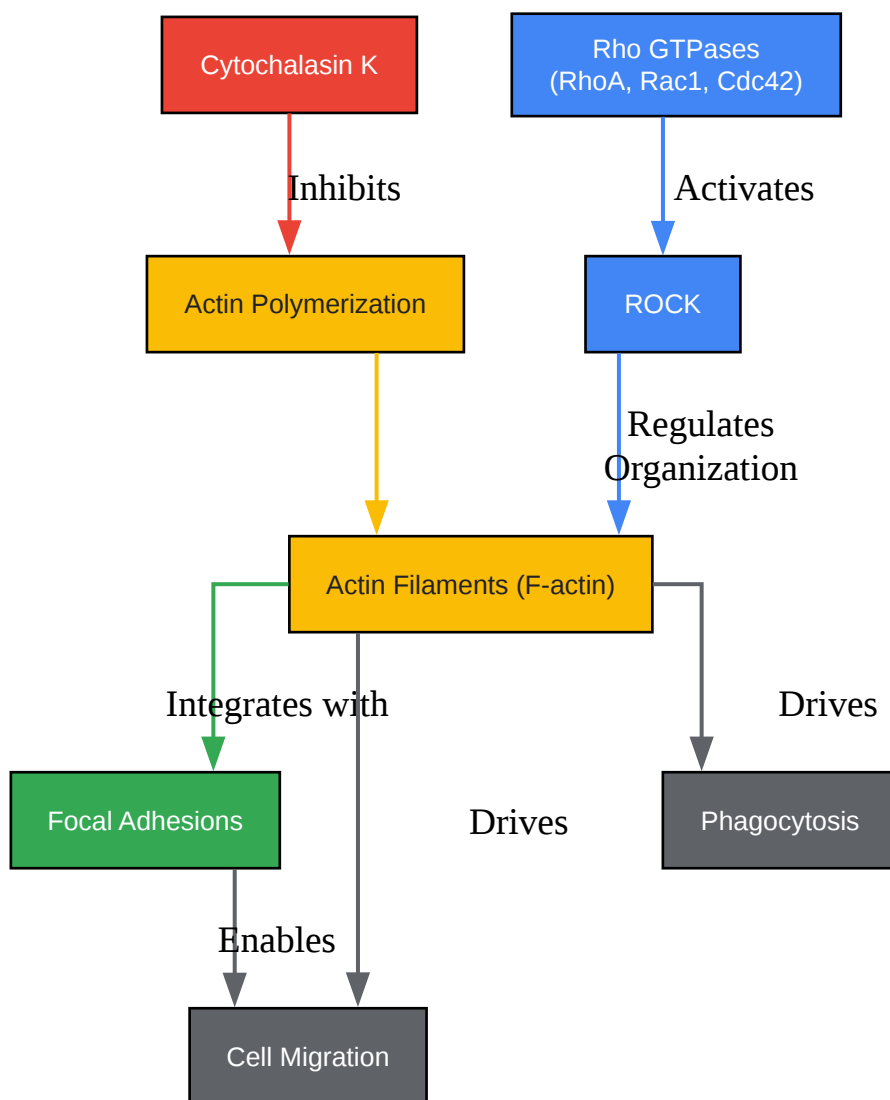 Cytochalasin K
Rho GTPases
(RhoA, Rac1, Cdc42)
Inhibits
Activates
Actin Polymerization
ROCK
Regulates
Organization
Actin Filaments (F-actin)
Integrates with
Drives
Focal Adhesions
Drives
Phagocytosis
Enables
Cell Migration